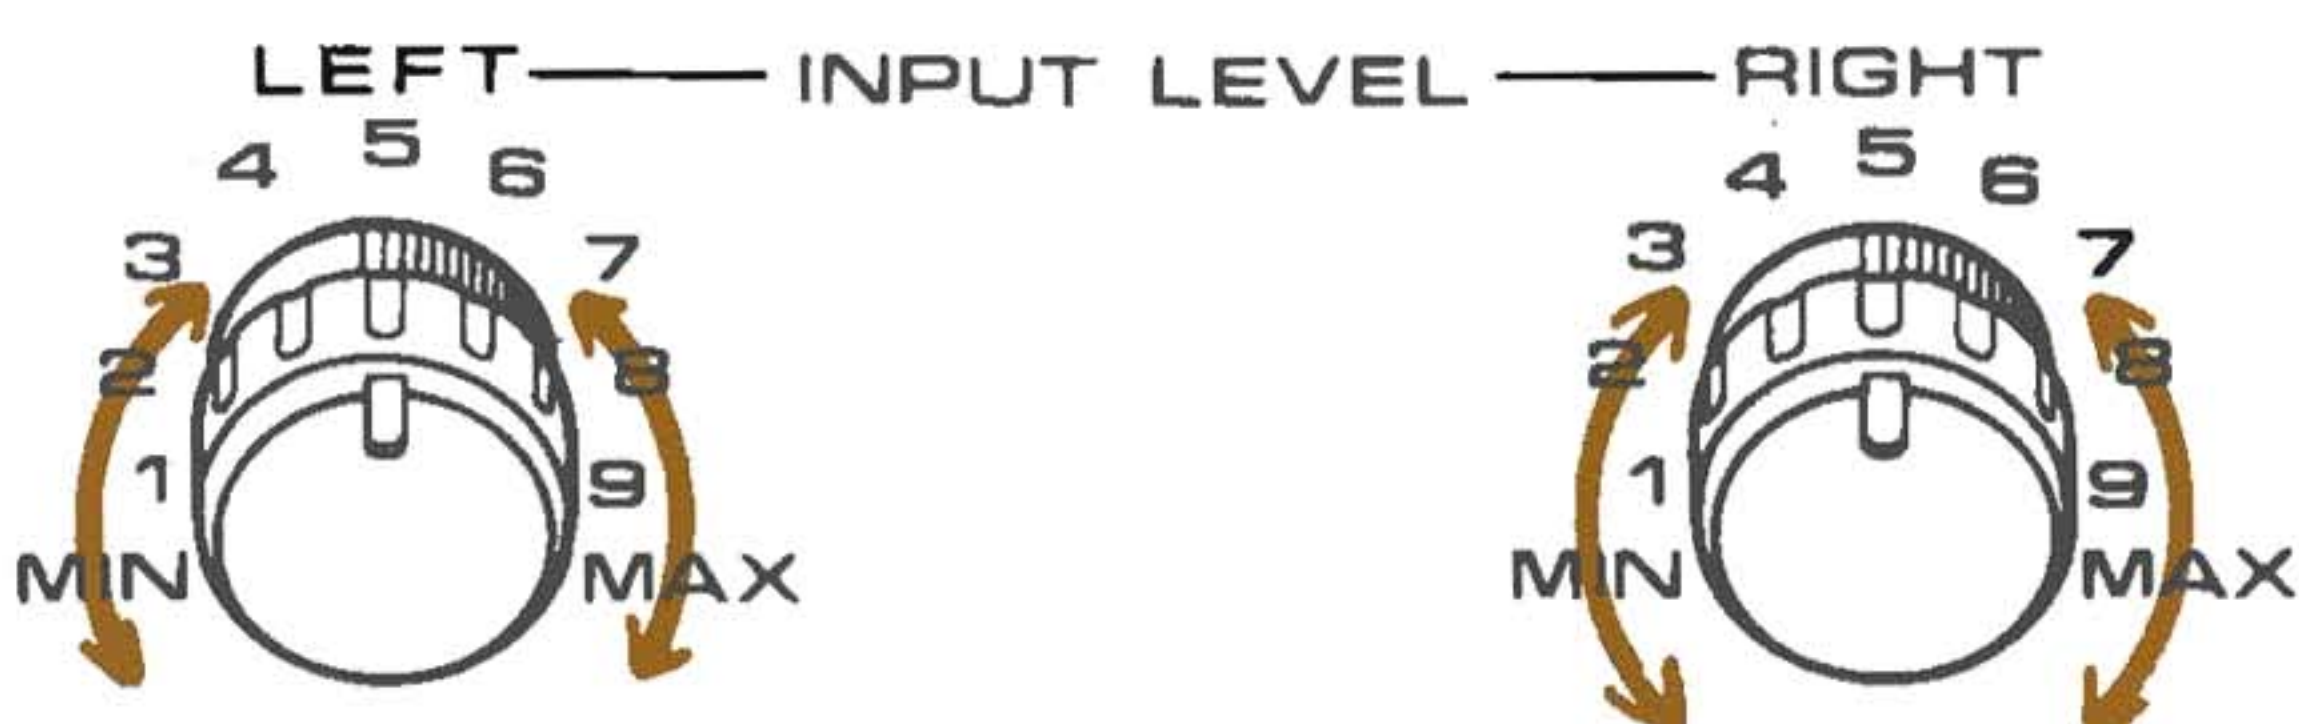 LEFT — INPUT LEVEL — RIGHT
4 5 6
3 7
2 8
1 9
MIN MAX
4 5 6
3 7
2 8
1 9
MIN MAX